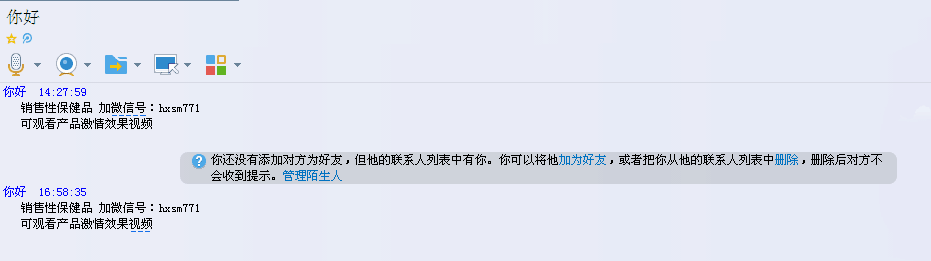 你好
你好 14:27:59
销售性保健品 加微信号：hxsm771
可观看产品激情效果视频
你还没有添加对方为好友，但他的联系人列表中有你。你可以将他加为好友，或者把你从他的联系人列表中删除，删除后对方不
会收到提示。管理陌生人
你好 16:58:35
销售性保健品 加微信号：hxsm771
可观看产品激情效果视频